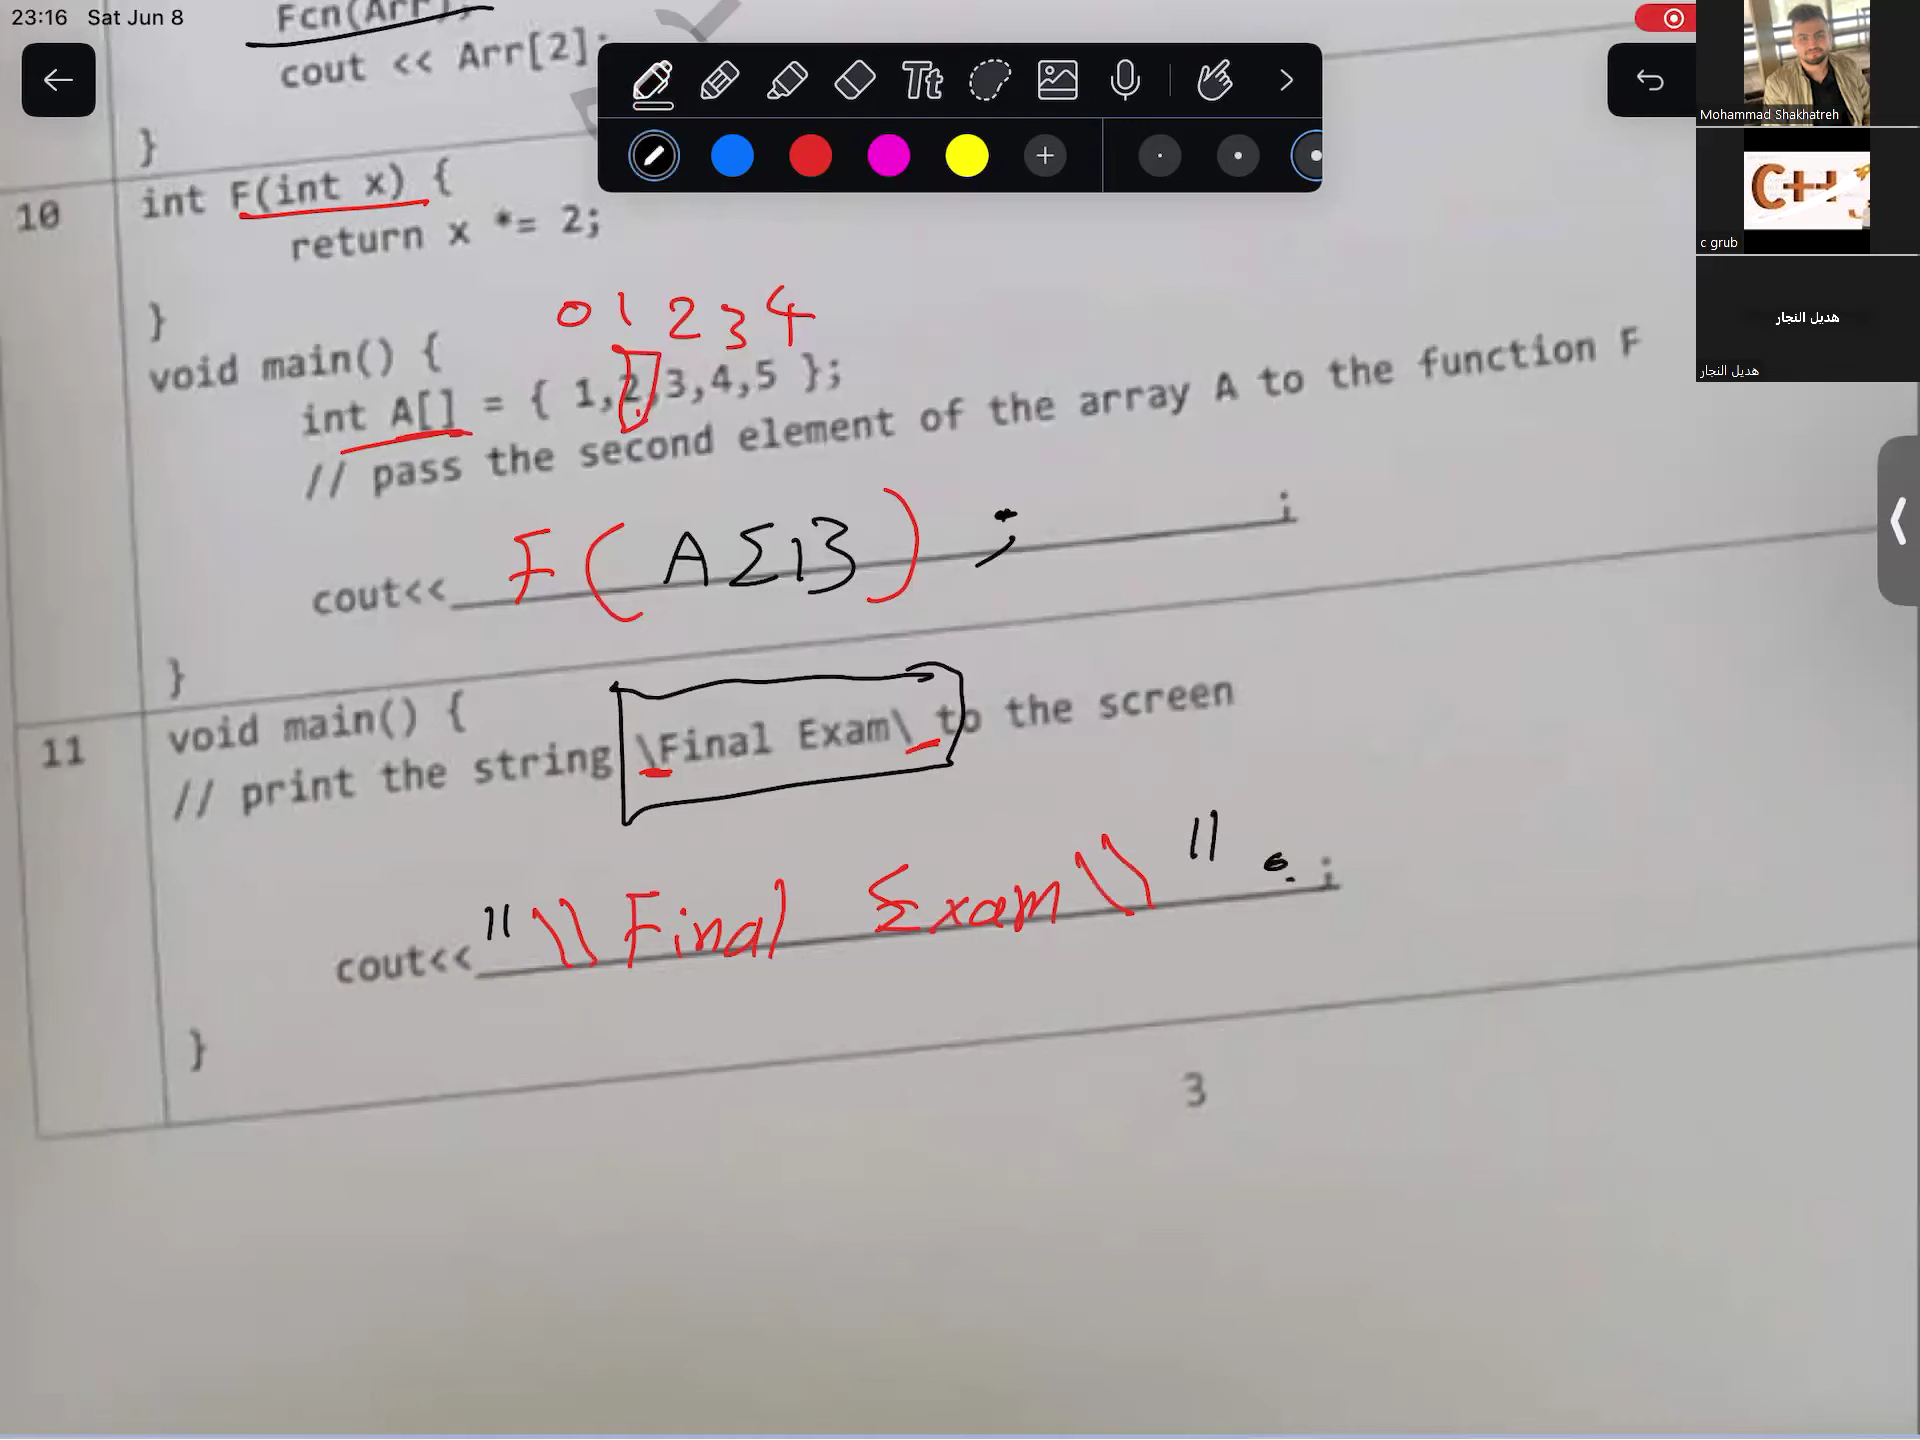 23:16 Sat Jun 8
Fcn(Arr);
cout << Arr[2];
}
Tt
Mohammad Shakhatreh
C++
c grub
هديل النجار
هديل النجار
10
int F(int x) {
return x *= 2;
}
0 1 2 3 4
void main() {
int A[] = { 1,2,3,4,5 };
// pass the second element of the array A to the function F
cout<< F(A[1]) ; ;
}
11
void main() {
// print the string \Final Exam\ to the screen
cout<< "\\Final Exam\\" ;
}
3